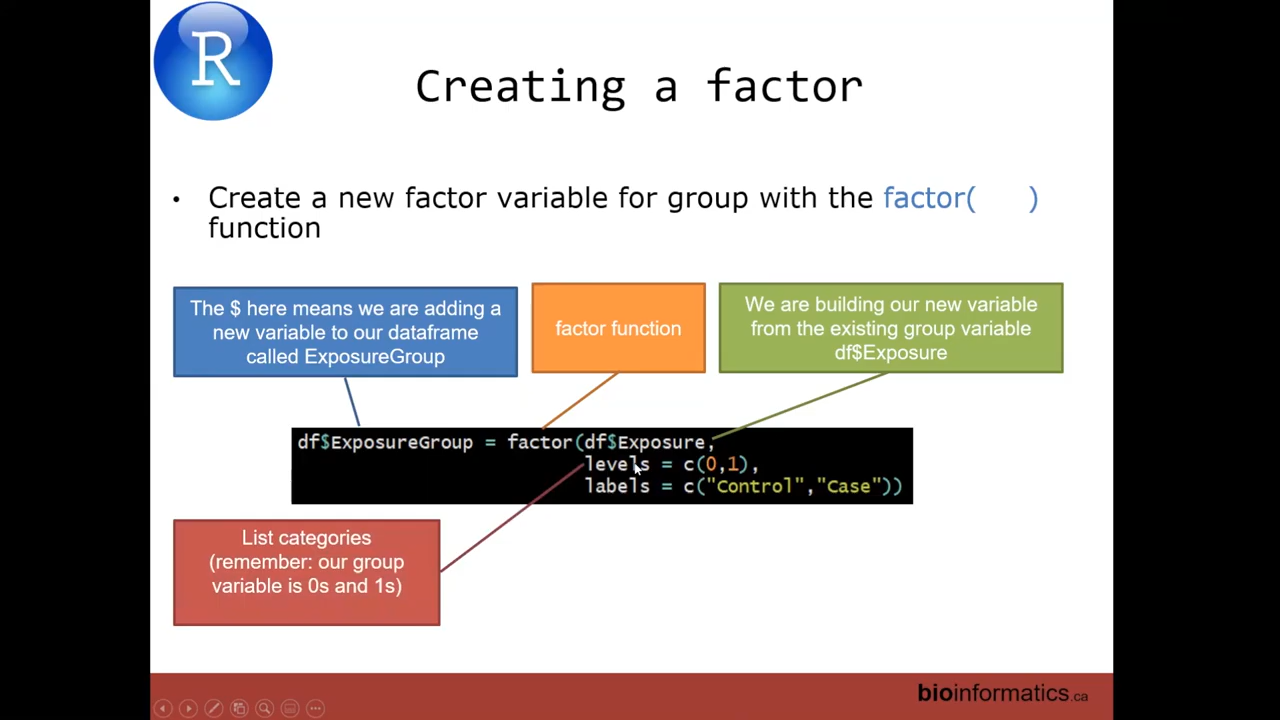 R
Creating a factor
• Create a new factor variable for group with the factor( )
function
The $ here means we are adding a
new variable to our dataframe
called ExposureGroup
factor function
We are building our new variable
from the existing group variable
df$Exposure
df$ExposureGroup = factor(df$Exposure,
levels = c(0,1),
labels = c("Control","Case"))
List categories
(remember: our group
variable is 0s and 1s)
bioinformatics.ca